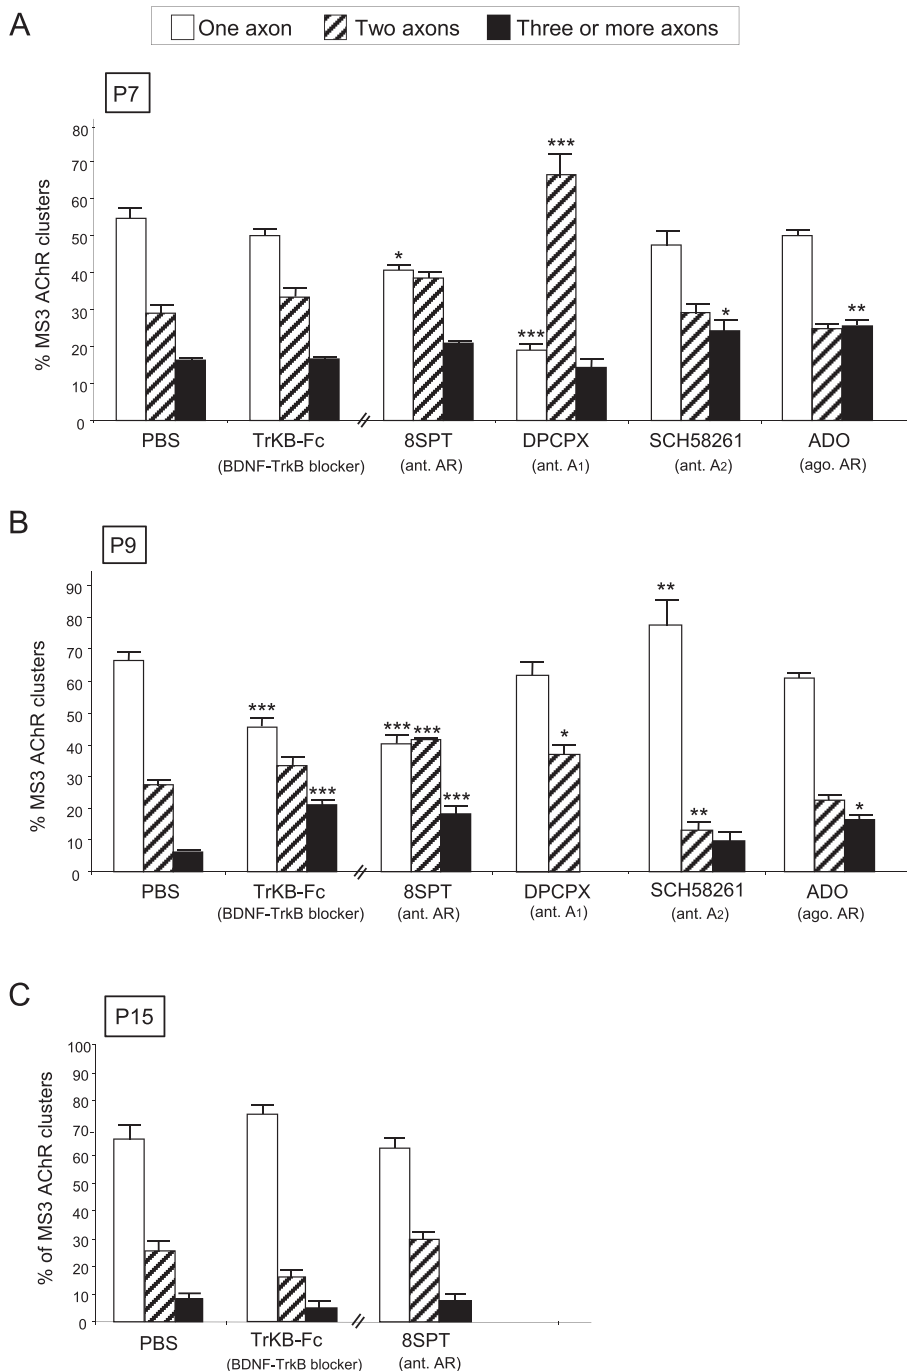 A
One axon Two axons Three or more axons
P7
% MS3 AChR clusters
80
70
60
50
40
30
20
10
0
*
***
***
*
**
PBS TrKB-Fc 8SPT DPCPX SCH58261 ADO
(BDNF-TrkB blocker) (ant. AR) (ant. A1) (ant. A2) (ago. AR)
B
P9
% MS3 AChR clusters
90
80
70
60
50
40
30
20
10
0
***
***
*** ***
***
*
**
**
*
PBS TrKB-Fc 8SPT DPCPX SCH58261 ADO
(BDNF-TrkB blocker) (ant. AR) (ant. A1) (ant. A2) (ago. AR)
C
P15
% of MS3 AChR clusters
100
90
80
70
60
50
40
30
20
10
0
PBS TrKB-Fc 8SPT
(BDNF-TrkB blocker) (ant. AR)